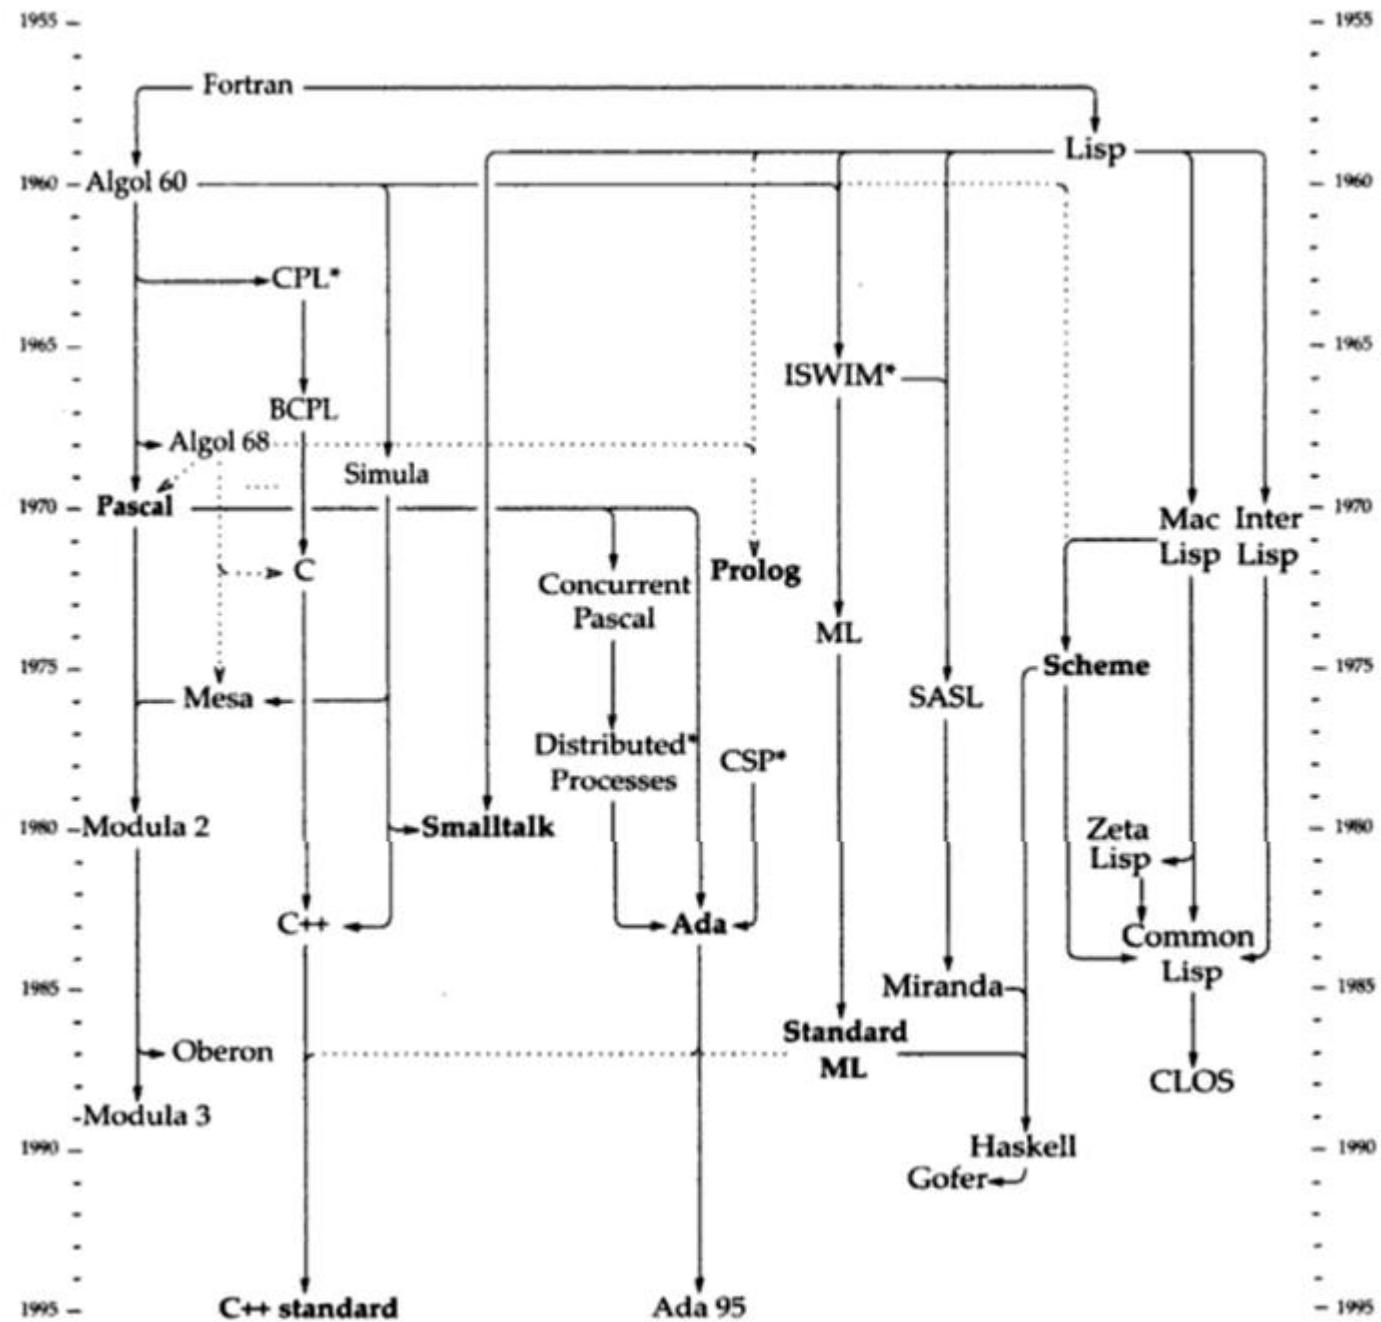 1955 1955
Fortran
Lisp
1960 Algol 60 1960
CPL*
1965 1965
ISWIM*
BCPL
Algol 68
Simula
1970 Pascal 1970
Mac Inter
Lisp Lisp
C
Prolog
Concurrent
Pascal
ML
1975 Scheme 1975
Mesa
SASL
Distributed*
Processes
CSP*
1980 Modula 2 Smalltalk 1980
Zeta
Lisp
C++ Ada
Common
Lisp
1985 Miranda 1985
Standard
ML
Oberon
CLOS
Modula 3
1990 Haskell 1990
Gofer
1995 C++ standard Ada 95 1995